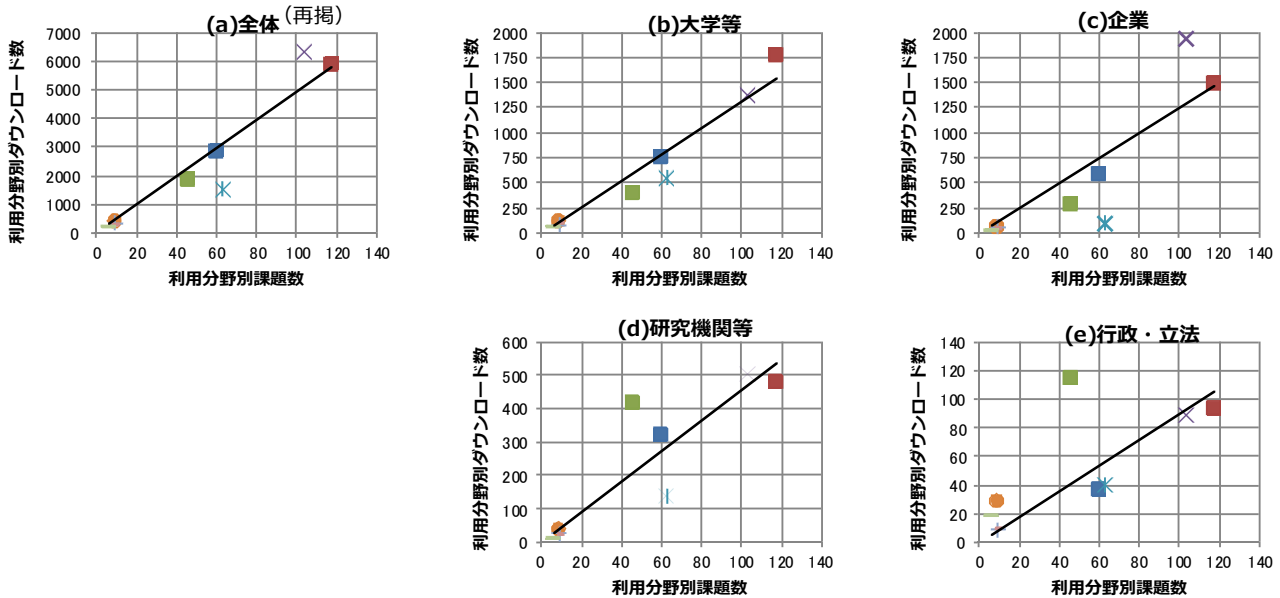 (a)全体（再掲）
利用分野別ダウンロード数
7000
6000
5000
4000
3000
2000
1000
0
0 20 40 60 80 100 120 140
利用分野別課題数
(b)大学等
利用分野別ダウンロード数
2000
1750
1500
1250
1000
750
500
250
0
0 20 40 60 80 100 120 140
利用分野別課題数
(c)企業
利用分野別ダウンロード数
2000
1750
1500
1250
1000
750
500
250
0
0 20 40 60 80 100 120 140
利用分野別課題数
(d)研究機関等
利用分野別ダウンロード数
600
500
400
300
200
100
0
0 20 40 60 80 100 120 140
利用分野別課題数
(e)行政・立法
利用分野別ダウンロード数
140
120
100
80
60
40
20
0
0 20 40 60 80 100 120 140
利用分野別課題数